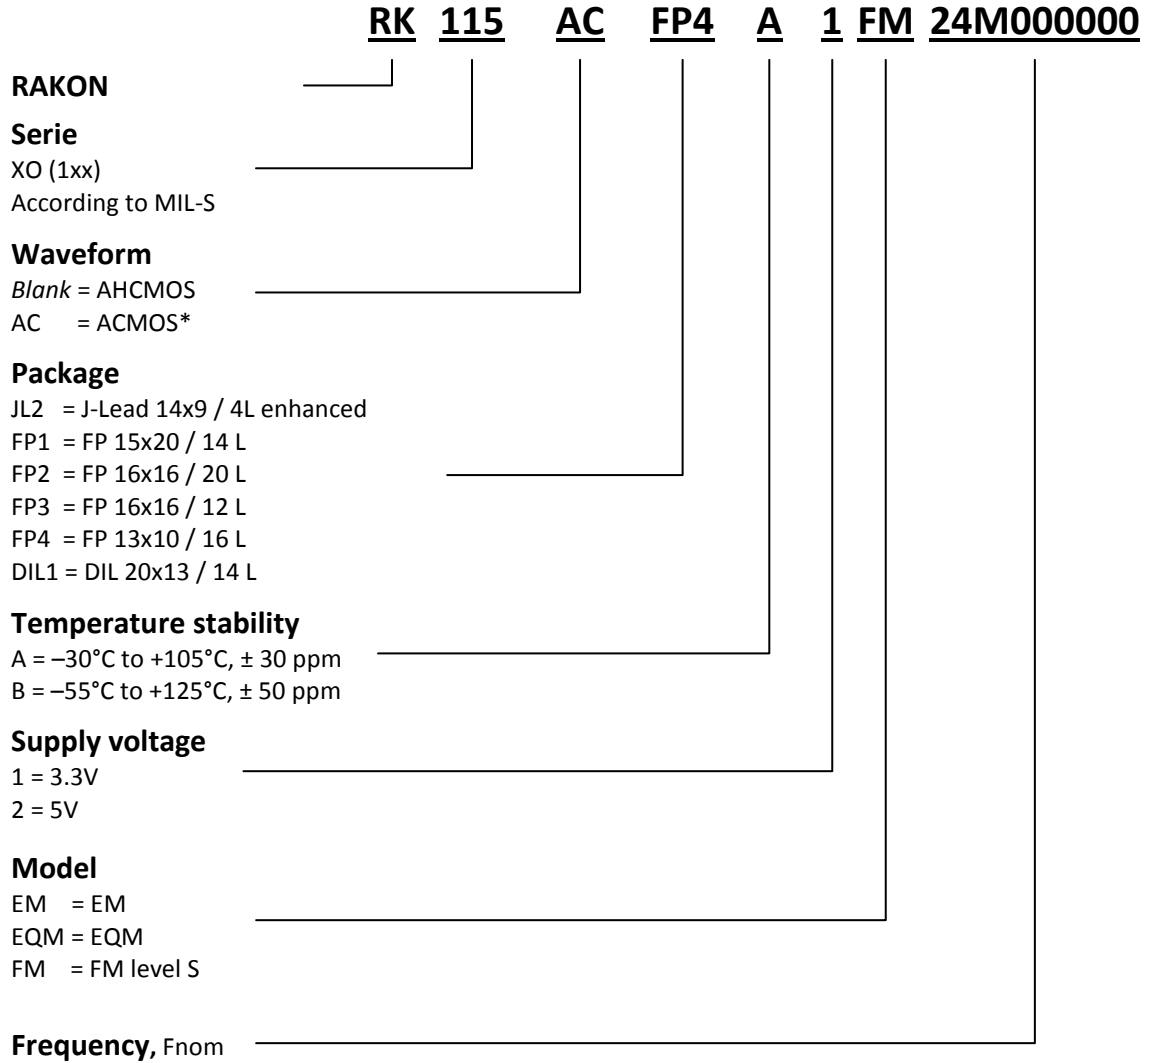 RK 115 AC FP4 A 1 FM 24M000000
RAKON
Serie
XO (1xx)
According to MIL-S
Waveform
Blank = AHCMOS
AC = ACMOS*
Package
JL2 = J-Lead 14x9 / 4L enhanced
FP1 = FP 15x20 / 14 L
FP2 = FP 16x16 / 20 L
FP3 = FP 16x16 / 12 L
FP4 = FP 13x10 / 16 L
DIL1 = DIL 20x13 / 14 L
Temperature stability
A = –30°C to +105°C, ± 30 ppm
B = –55°C to +125°C, ± 50 ppm
Supply voltage
1 = 3.3V
2 = 5V
Model
EM = EM
EQM = EQM
FM = FM level S
Frequency, Fnom